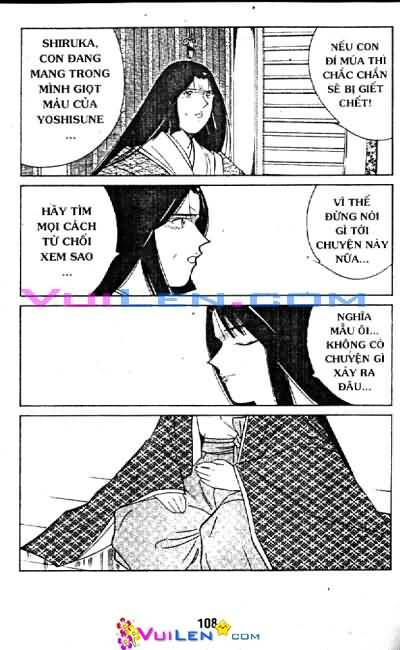 NẾU CON
ĐI MÚA THÌ
CHẮC CHẮN
SẼ BỊ GIẾT
CHẾT!
SHIRUKA,
CON ĐANG
MANG TRONG
MÌNH GIỌT
MÀU CỦA
YOSHISUNE
...
VÌ THẾ
ĐỪNG NÓI
GÌ TỚI
CHUYỆN NÀY
NỮA...
HÃY TÌM
MỌI CÁCH
TỪ CHỐI
XEM SAO
...
VUILEN.COM
NGHĨA
MẪU ÔI...
KHÔNG CÓ
CHUYỆN GÌ
XẢY RA
ĐÂU...
108
VUILEN.COM